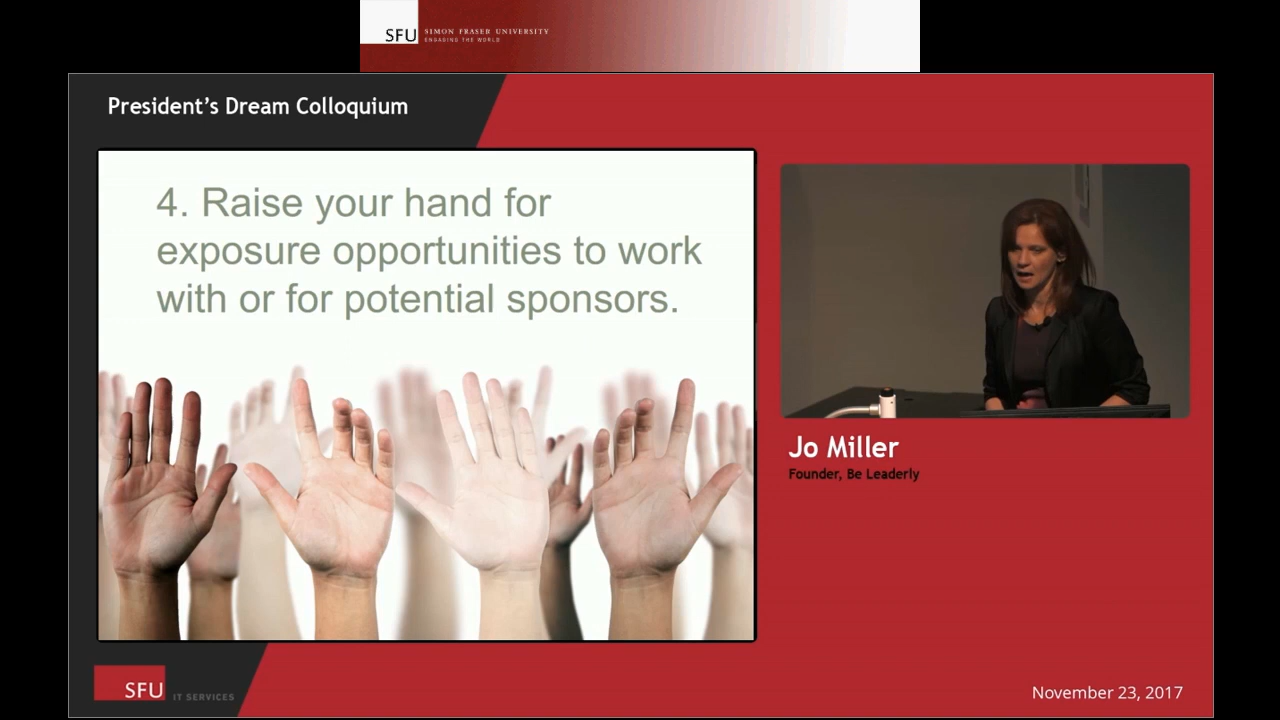 SFU SIMON FRASER UNIVERSITY
ENGAGING THE WORLD
President's Dream Colloquium
4. Raise your hand for
exposure opportunities to work
with or for potential sponsors.
Jo Miller
Founder, Be Leaderly
SFU IT SERVICES
November 23, 2017